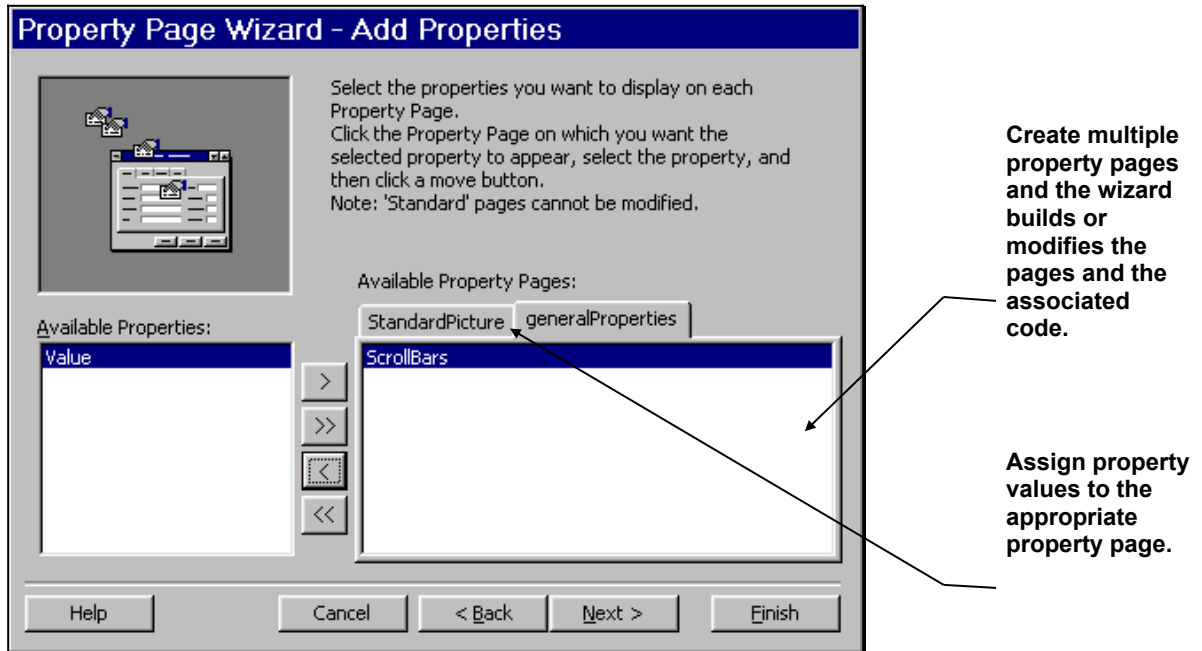 Property Page Wizard - Add Properties
Select the properties you want to display on each
Property Page.
Click the Property Page on which you want the
selected property to appear, select the property, and
then click a move button.
Note: 'Standard' pages cannot be modified.
Available Property Pages:
Available Properties:
StandardPicture
generalProperties
Value
ScrollBars
>
>>
<
<<
Help
Cancel
< Back
Next >
Finish
Create multiple
property pages
and the wizard
builds or
modifies the
pages and the
associated
code.
Assign property
values to the
appropriate
property page.